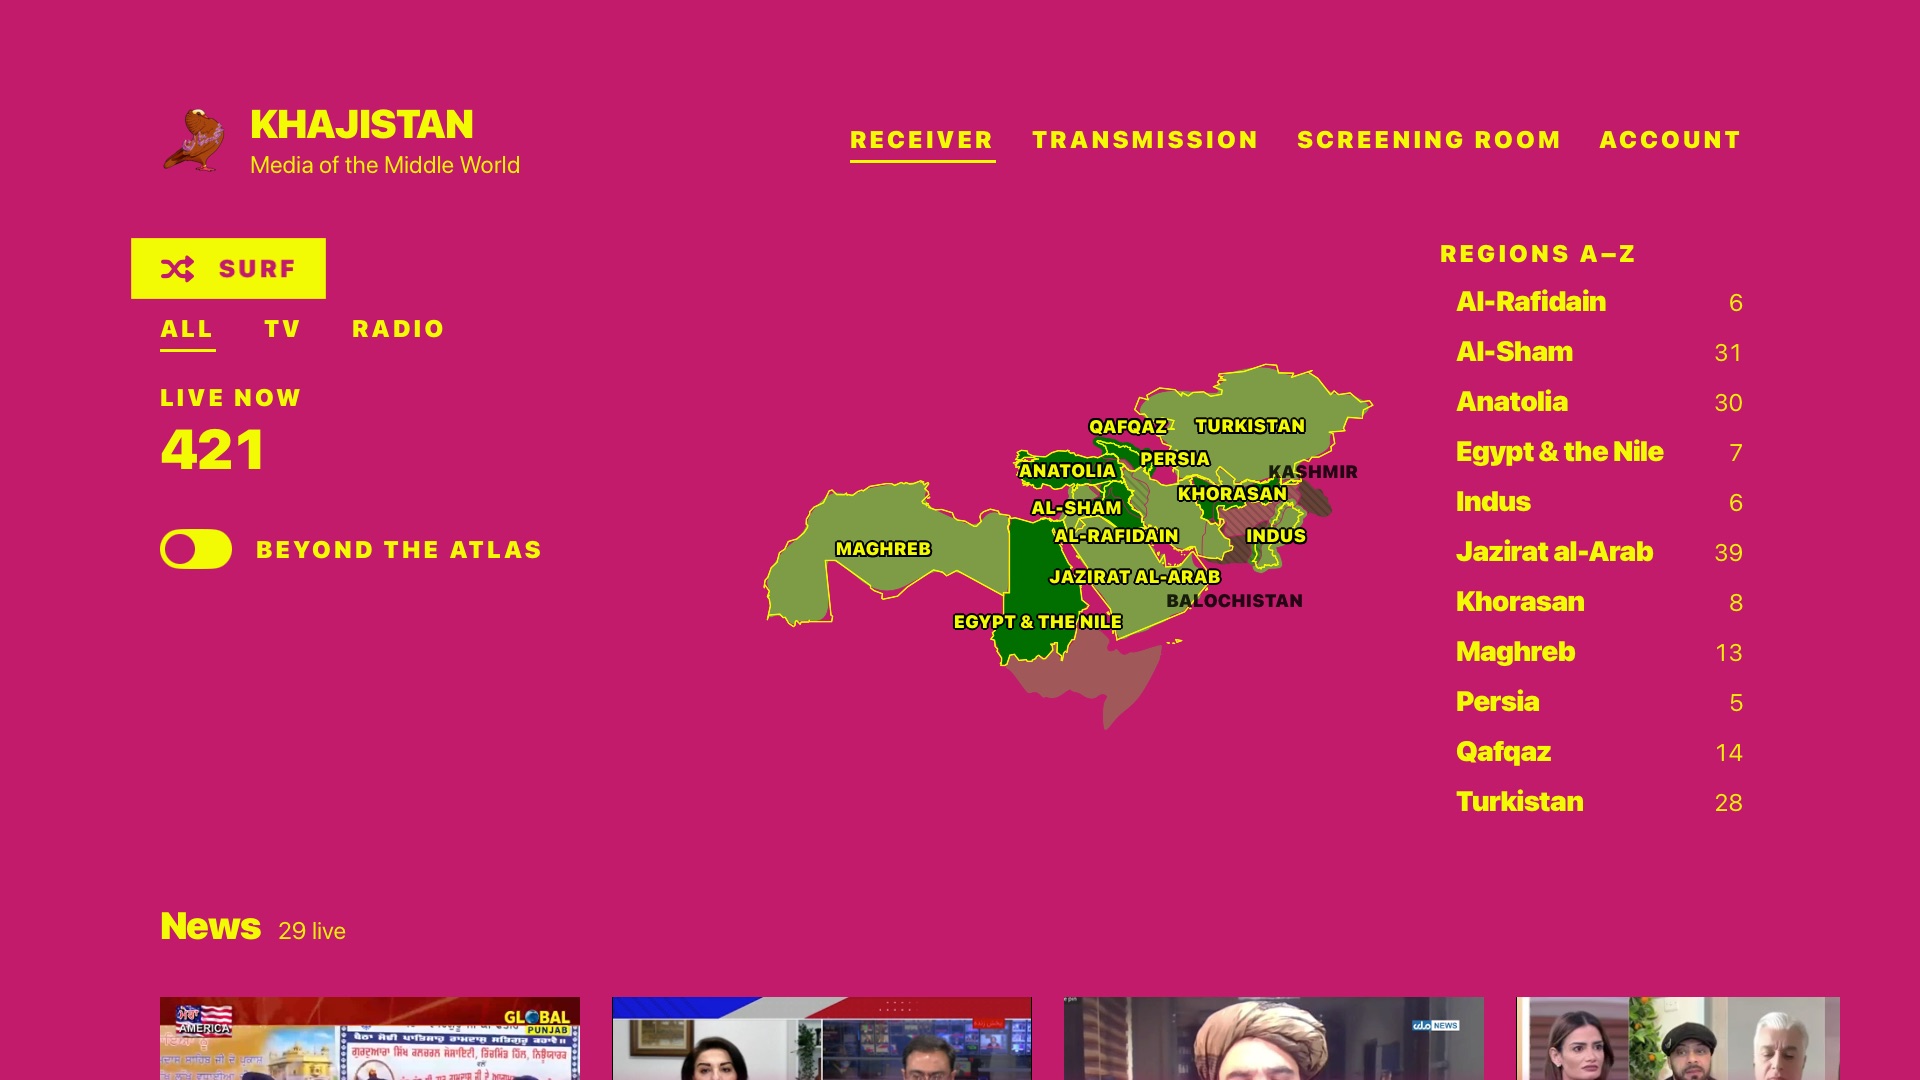 KHAJISTAN
Media of the Middle World
RECEIVER
TRANSMISSION
SCREENING ROOM
ACCOUNT
SURF
ALL
TV
RADIO
LIVE NOW
421
BEYOND THE ATLAS
QAFQAZ
TURKISTAN
PERSIA
ANATOLIA
KASHMIR
KHORASAN
AL-SHAM
AL-RAFIDAIN
INDUS
MAGHREB
JAZIRAT AL-ARAB
BALOCHISTAN
EGYPT & THE NILE
REGIONS A–Z
Al-Rafidain 6
Al-Sham 31
Anatolia 30
Egypt & the Nile 7
Indus 6
Jazirat al-Arab 39
Khorasan 8
Maghreb 13
Persia 5
Qafqaz 14
Turkistan 28
News 29 live
AMERICA
GLOBAL
PUNJAB
NEWS